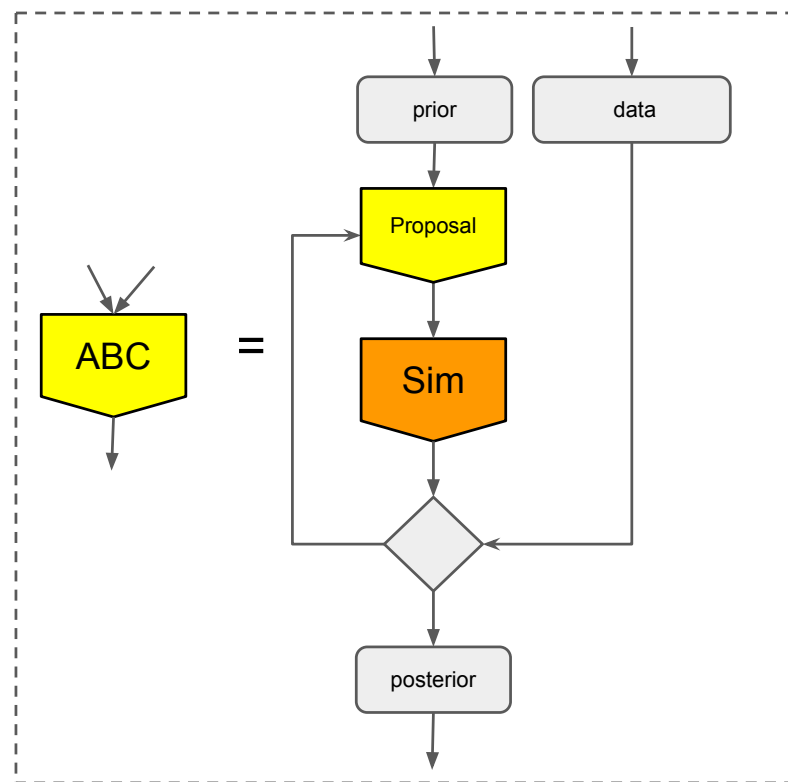 prior
data
Proposal
ABC
=
Sim
posterior